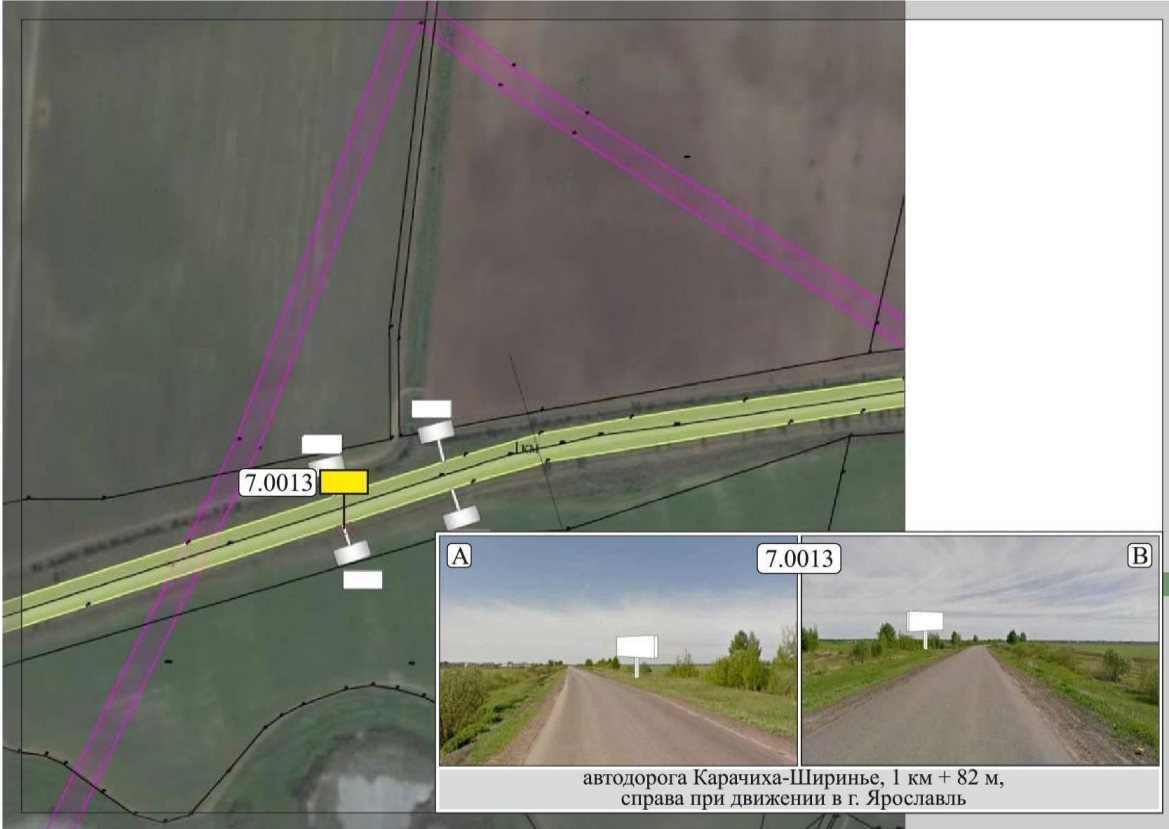 1км
7.0013
A
7.0013
B
автодорога Карачиха-Ширинье, 1 км + 82 м,
справа при движении в г. Ярославль